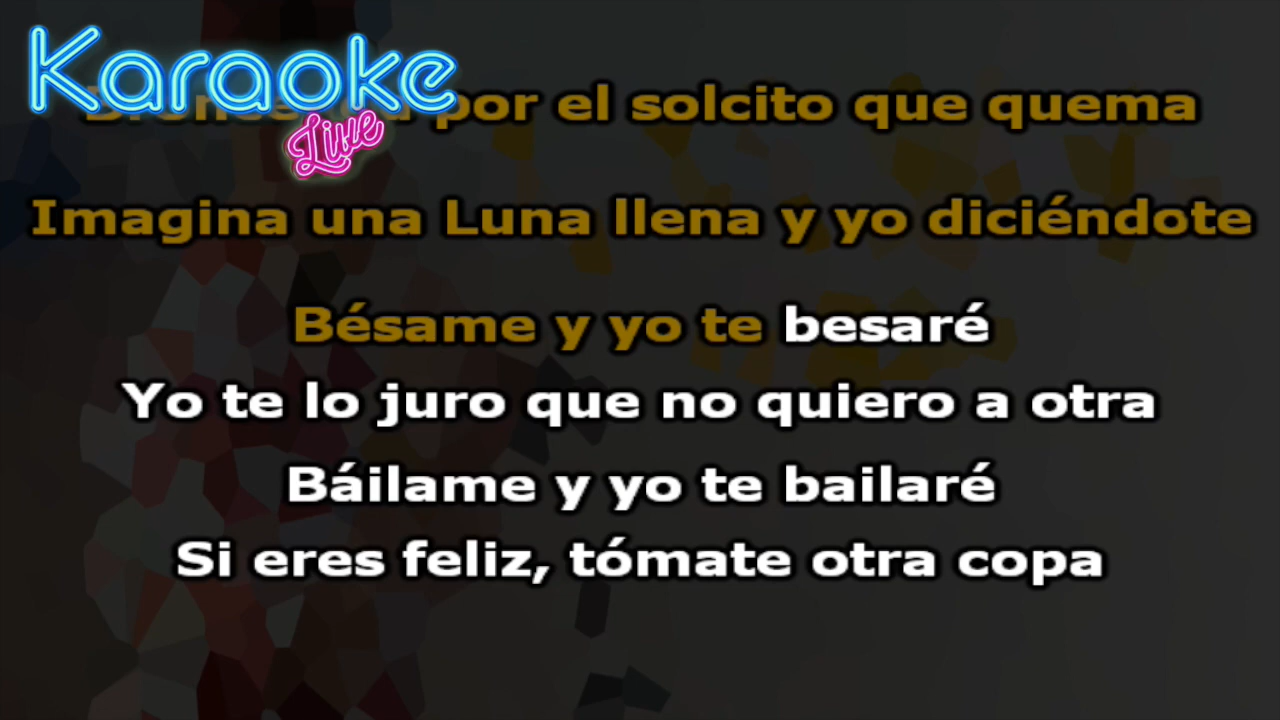 Karaoke
Live
por el solcito que quema
Imagina una Luna llena y yo diciéndote
Bésame y yo te besaré
Yo te lo juro que no quiero a otra
Báilame y yo te bailaré
Si eres feliz, tómate otra copa